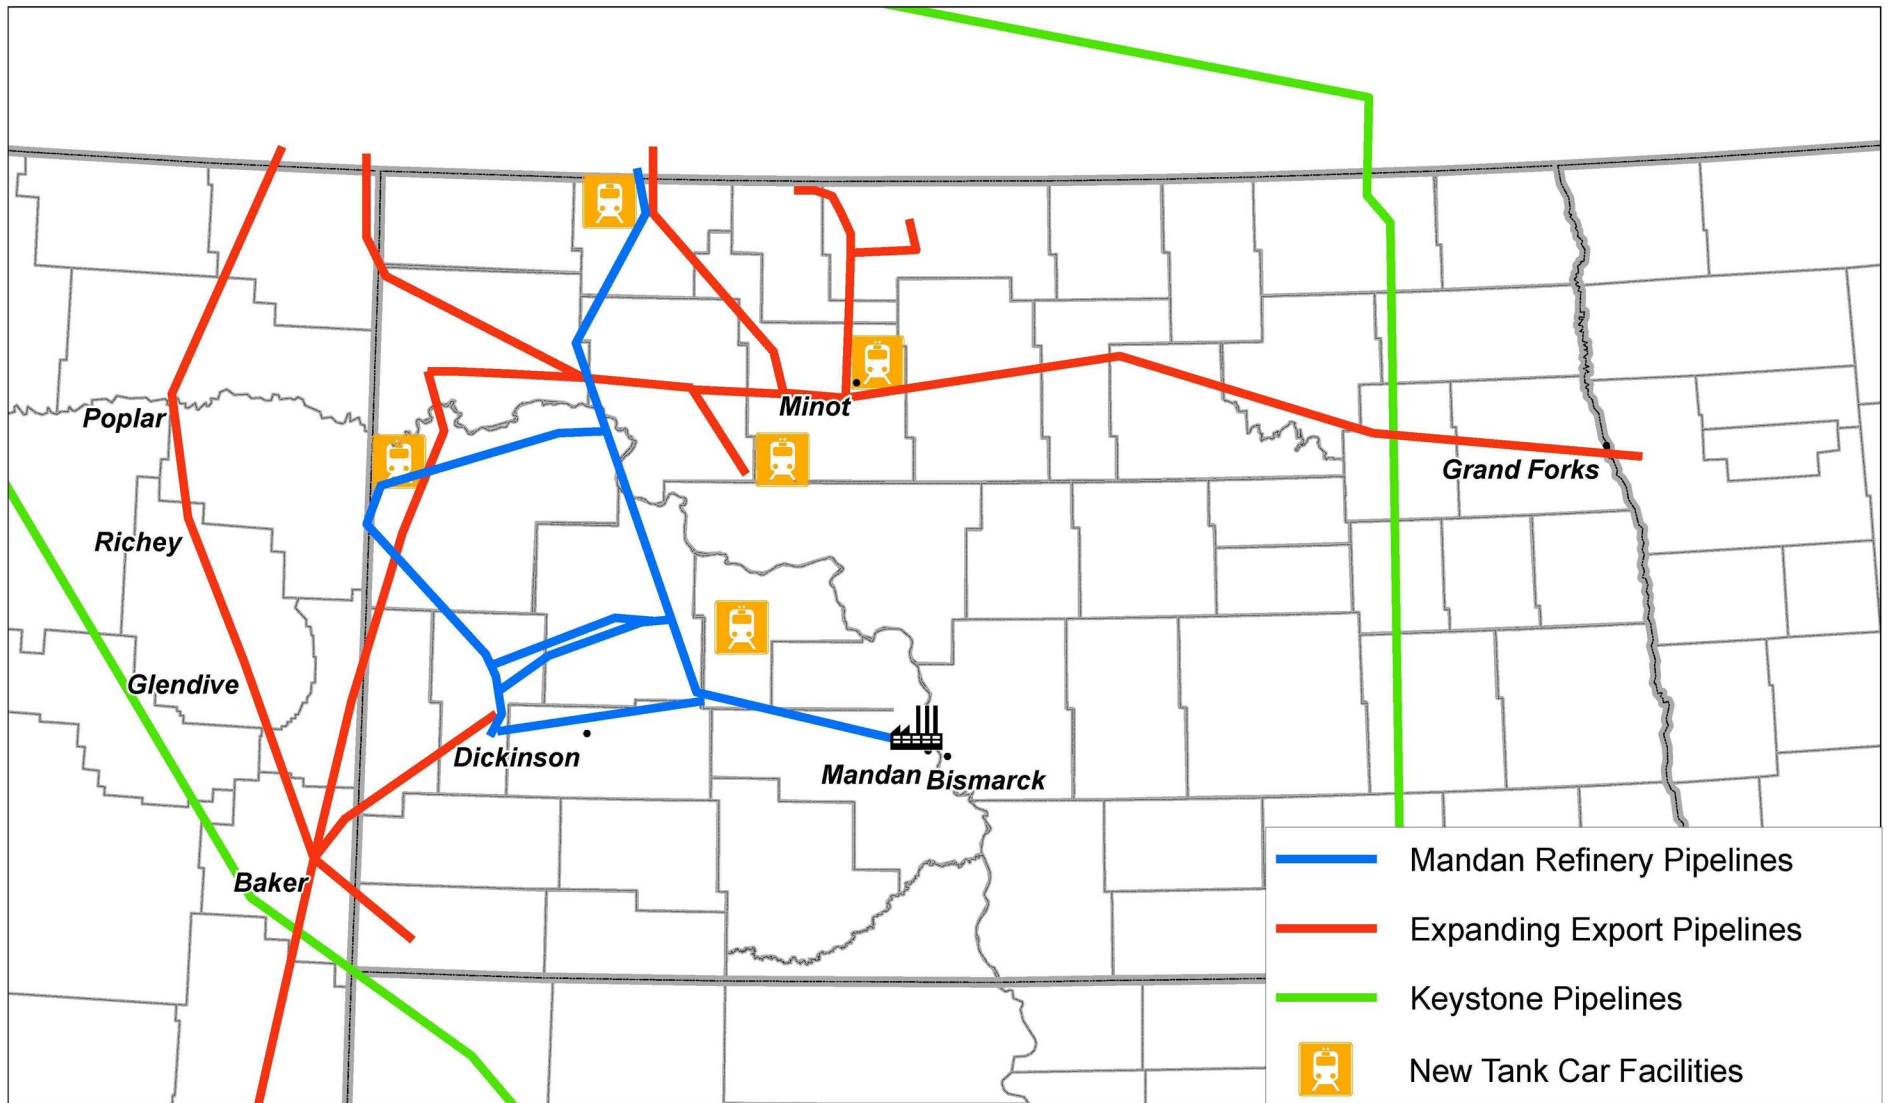 Minot
Poplar
Grand Forks
Richey
Glendive
Dickinson
Mandan
Bismarck
Baker
Mandan Refinery Pipelines
Expanding Export Pipelines
Keystone Pipelines
New Tank Car Facilities